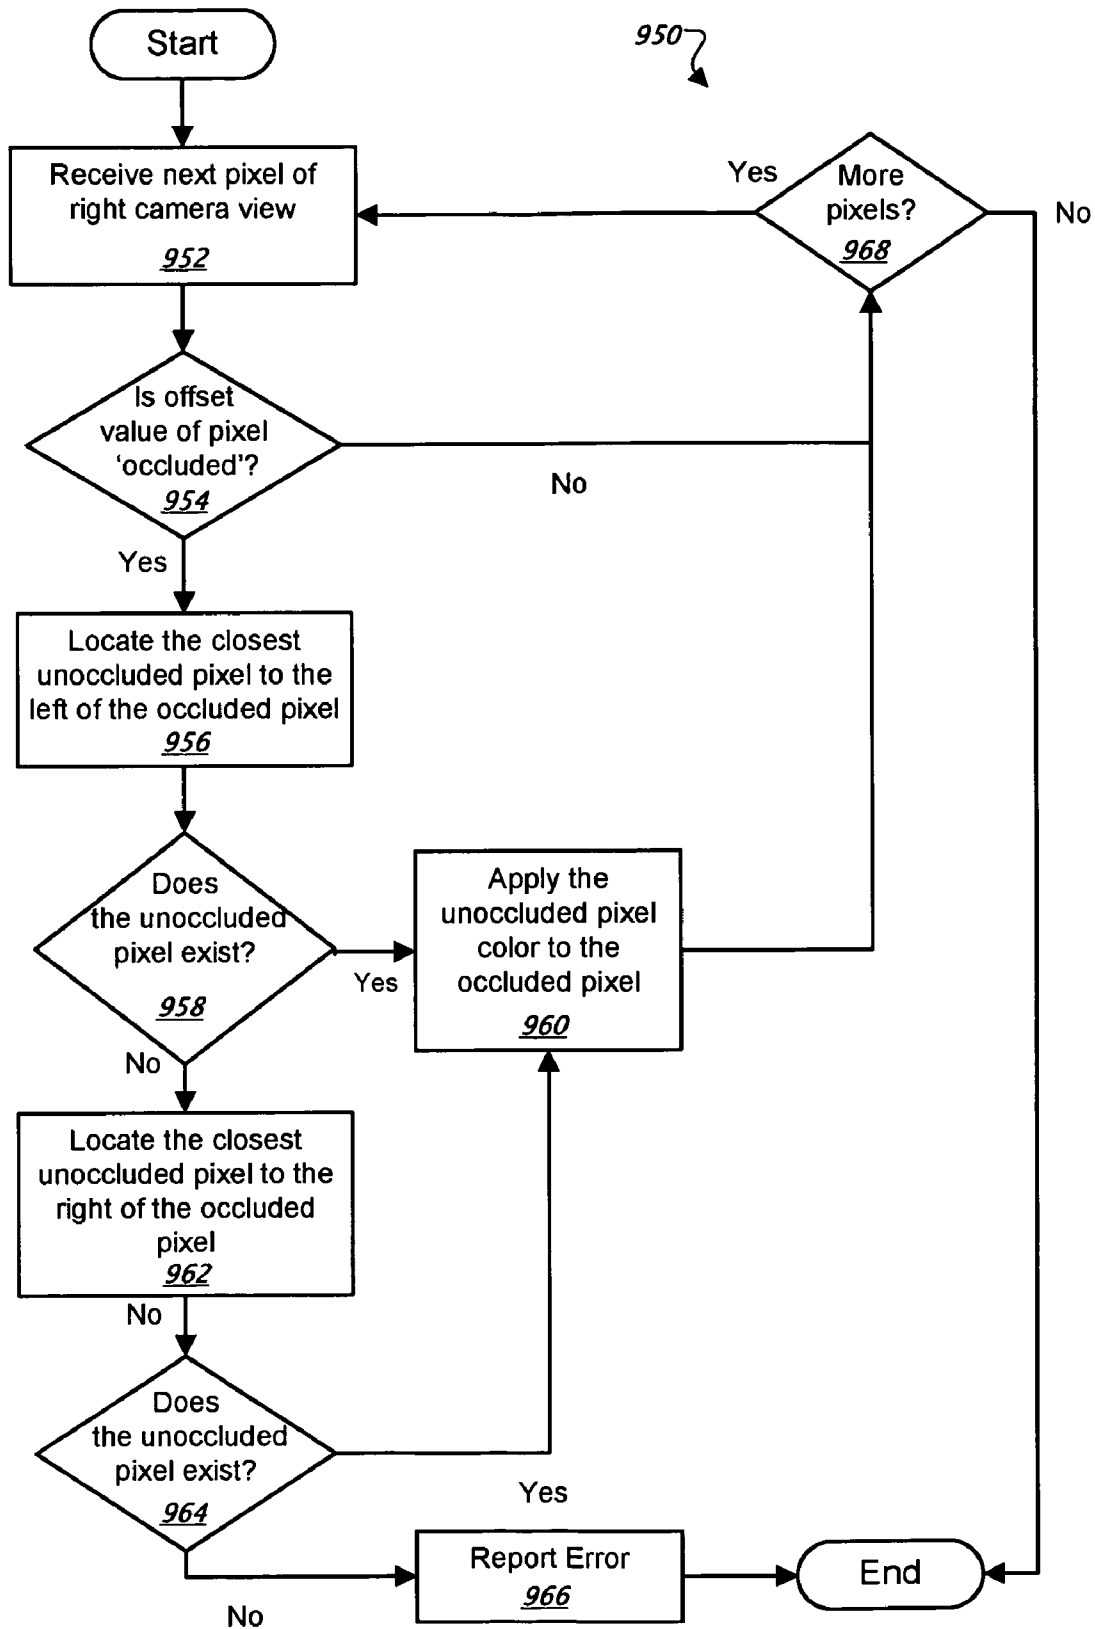 Start
950
Receive next pixel of
right camera view
952
Yes
More
pixels?
968
No
Is offset
value of pixel
‘occluded’?
954
No
Yes
Locate the closest
unoccluded pixel to the
left of the occluded pixel
956
Does
the unoccluded
pixel exist?
958
Yes
Apply the
unoccluded pixel
color to the
occluded pixel
960
No
Locate the closest
unoccluded pixel to the
right of the occluded
pixel
962
No
Does
the unoccluded
pixel exist?
964
Yes
No
Report Error
966
End